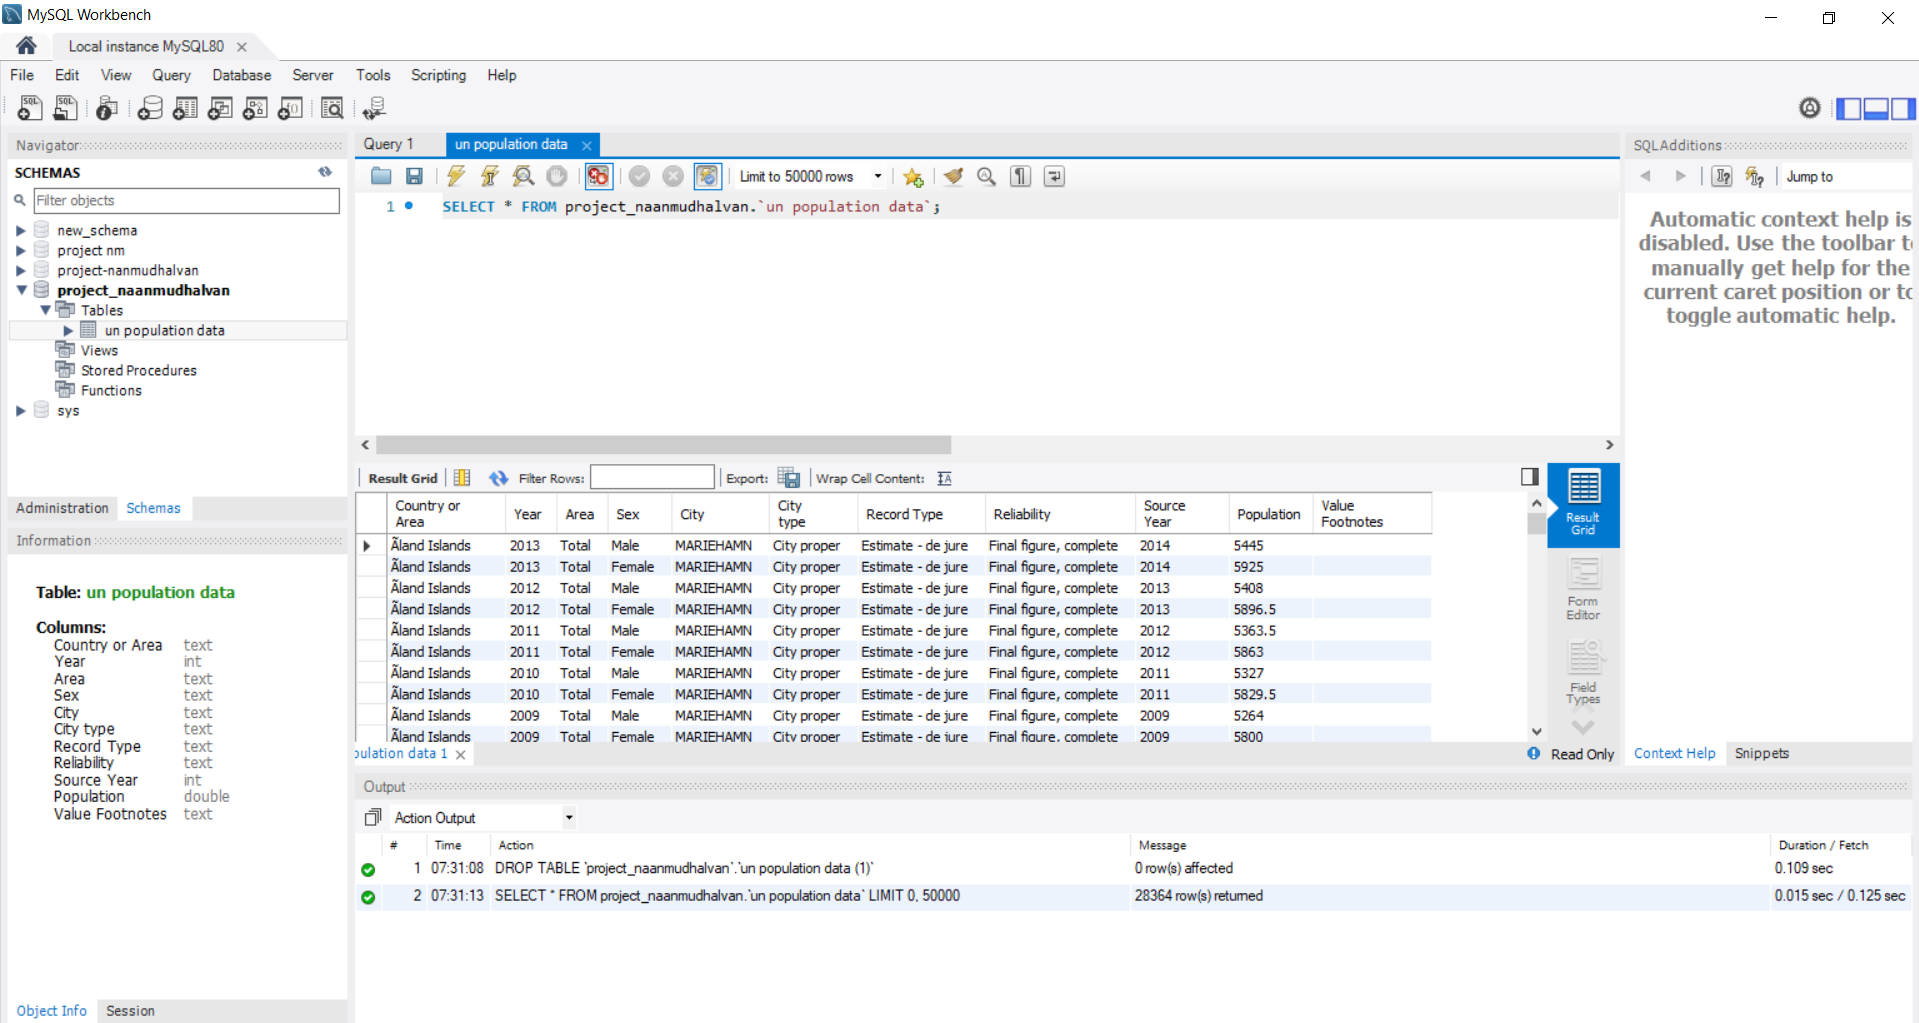 MySQL Workbench
Local instance MySQL80
File Edit View Query Database Server Tools Scripting Help
Navigator
SCHEMAS
Filter objects
new_schema
project nm
project-nanmudhalvan
project_naanmudhalvan
Tables
un population data
Views
Stored Procedures
Functions
sys
Administration Schemas
Information
Table: un population data
Columns:
Country or Area text
Year int
Area text
Sex text
City text
City type text
Record Type text
Reliability text
Source Year int
Population double
Value Footnotes text
Object Info Session
Query 1 un population data
Limit to 50000 rows
1 SELECT * FROM project_naanmudhalvan.`un population data`;
Result Grid Filter Rows: Export: Wrap Cell Content:
Country or Area Year Area Sex City City type Record Type Reliability Source Year Population Value Footnotes
Ãland Islands 2013 Total Male MARIEHAMN City proper Estimate - de jure Final figure, complete 2014 5445
Ãland Islands 2013 Total Female MARIEHAMN City proper Estimate - de jure Final figure, complete 2014 5925
Ãland Islands 2012 Total Male MARIEHAMN City proper Estimate - de jure Final figure, complete 2013 5408
Ãland Islands 2012 Total Female MARIEHAMN City proper Estimate - de jure Final figure, complete 2013 5896.5
Ãland Islands 2011 Total Male MARIEHAMN City proper Estimate - de jure Final figure, complete 2012 5363.5
Ãland Islands 2011 Total Female MARIEHAMN City proper Estimate - de jure Final figure, complete 2012 5863
Ãland Islands 2010 Total Male MARIEHAMN City proper Estimate - de jure Final figure, complete 2011 5327
Ãland Islands 2010 Total Female MARIEHAMN City proper Estimate - de jure Final figure, complete 2011 5829.5
Ãland Islands 2009 Total Male MARIEHAMN City proper Estimate - de jure Final figure, complete 2009 5264
Ãland Islands 2009 Total Female MARIEHAMN City proper Estimate - de jure Final figure, complete 2009 5800
Result Grid
Form Editor
Field Types
pulation data 1
Read Only
SQLAdditions
Jump to
Automatic context help is
disabled. Use the toolbar t
manually get help for the
current caret position or to
toggle automatic help.
Context Help Snippets
Output
Action Output
# Time Action Message Duration / Fetch
1 07:31:08 DROP TABLE `project_naanmudhalvan`.`un population data (1)` 0 row(s) affected 0.109 sec
2 07:31:13 SELECT * FROM project_naanmudhalvan.`un population data` LIMIT 0, 50000 28364 row(s) returned 0.015 sec / 0.125 sec